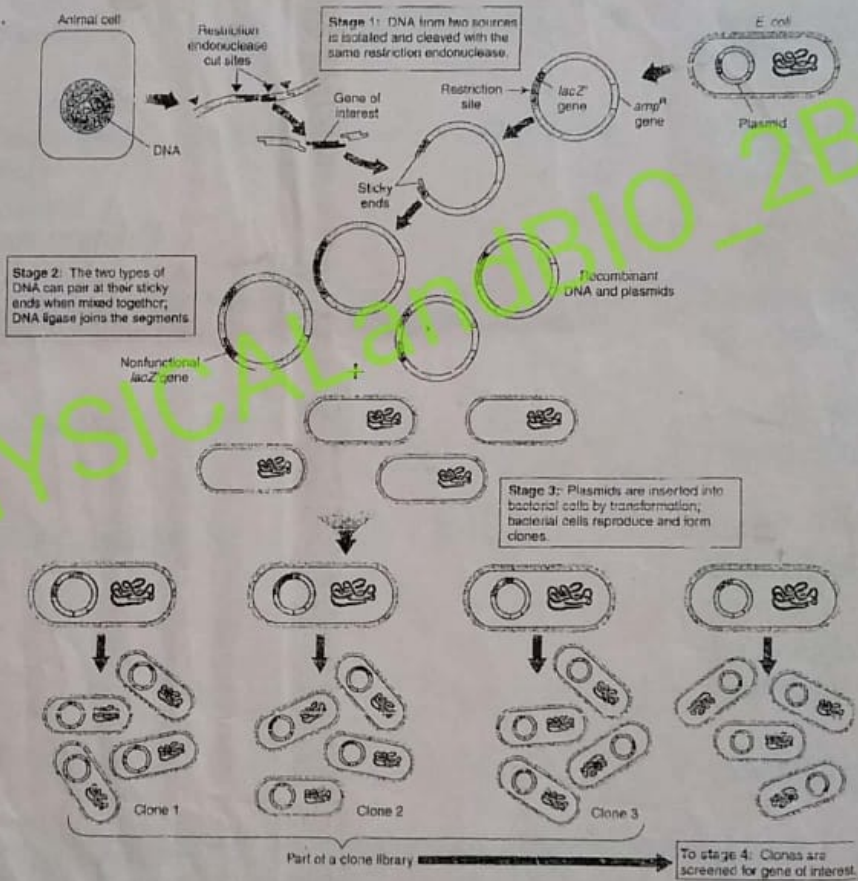 Animal cell
Restriction
endonuclease
cut sites
Stage 1: DNA from two sources
is isolated and cleaved with the
same restriction endonuclease.
E. coli
Gene of
interest
Restriction
site
lacZ'
gene
ampR
gene
Plasmid
DNA
Sticky
ends
Stage 2: The two types of
DNA can pair at their sticky
ends when mixed together;
DNA ligase joins the segments.
Recombinant
DNA and plasmids
Nonfunctional
lacZ' gene
+
YSICALandBIO_2B
Stage 3: Plasmids are inserted into
bacterial cells by transformation;
bacterial cells reproduce and form
clones.
Clone 1
Clone 2
Clone 3
Part of a clone library
To stage 4: Clones are
screened for gene of interest.